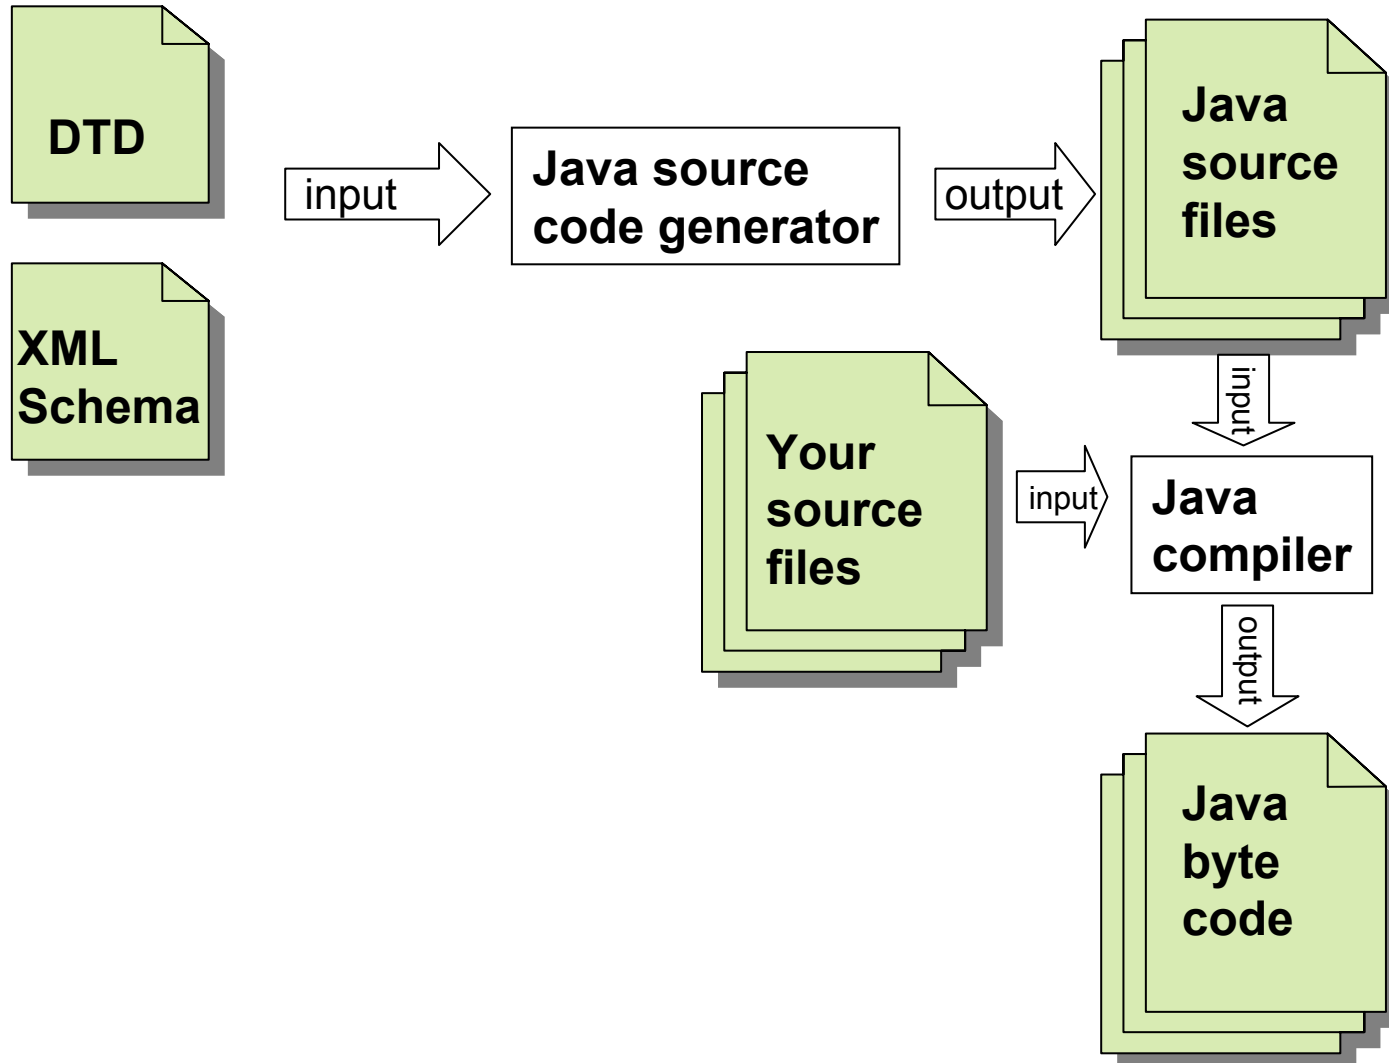 DTD
input
Java source
code generator
output
Java
source
files
XML
Schema
input
Your
source
files
input
Java
compiler
output
Java
byte
code